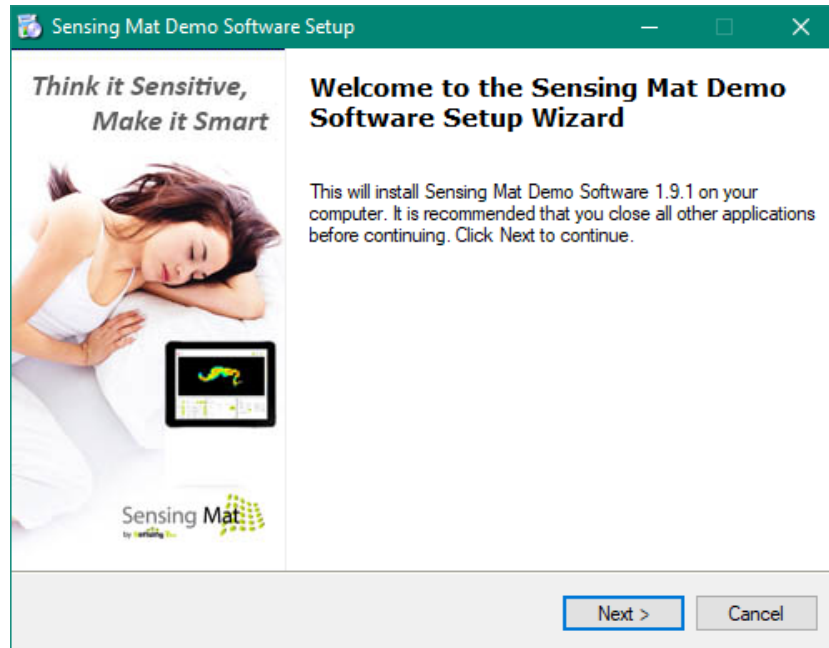 Sensing Mat Demo Software Setup
Think it Sensitive,
Make it Smart
Welcome to the Sensing Mat Demo
Software Setup Wizard
This will install Sensing Mat Demo Software 1.9.1 on your
computer. It is recommended that you close all other applications
before continuing. Click Next to continue.
Sensing Mat
by
Next >
Cancel